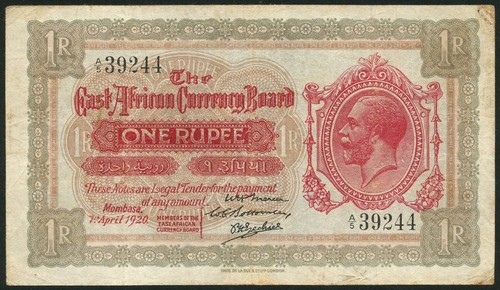 1R 1R
A/5 39244
The
East African Currency Board
1R ONE RUPEE 1R
१ રૂપિયા
These Notes are Legal Tender for the payment
of any amount.
Mombasa,
1st April 1920.
MEMBERS OF THE
EAST AFRICAN
CURRENCY BOARD
A/5 39244
1R 1R